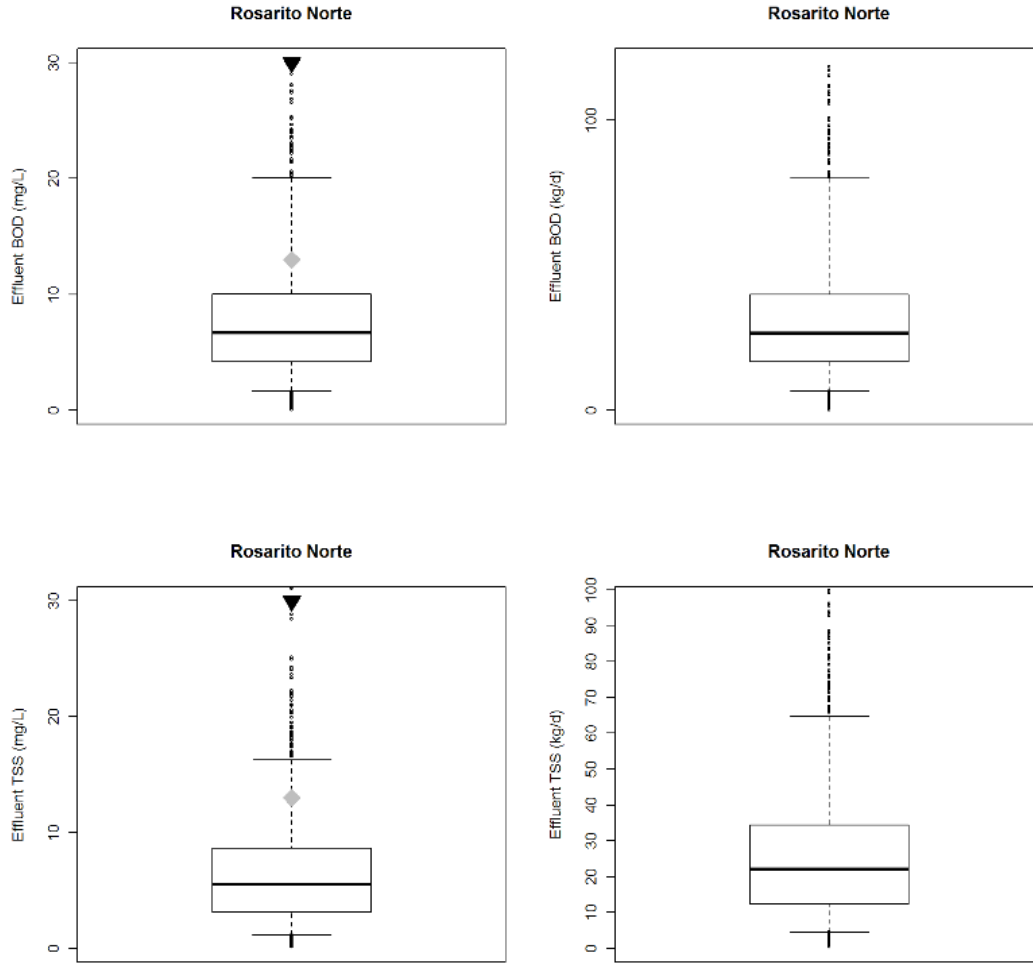 Rosarito Norte
Effluent BOD (mg/L)
30
20
10
0
Rosarito Norte
Effluent BOD (kg/d)
100
0
Rosarito Norte
Effluent TSS (mg/L)
30
20
10
0
Rosarito Norte
Effluent TSS (kg/d)
100
90
80
70
60
50
40
30
20
10
0